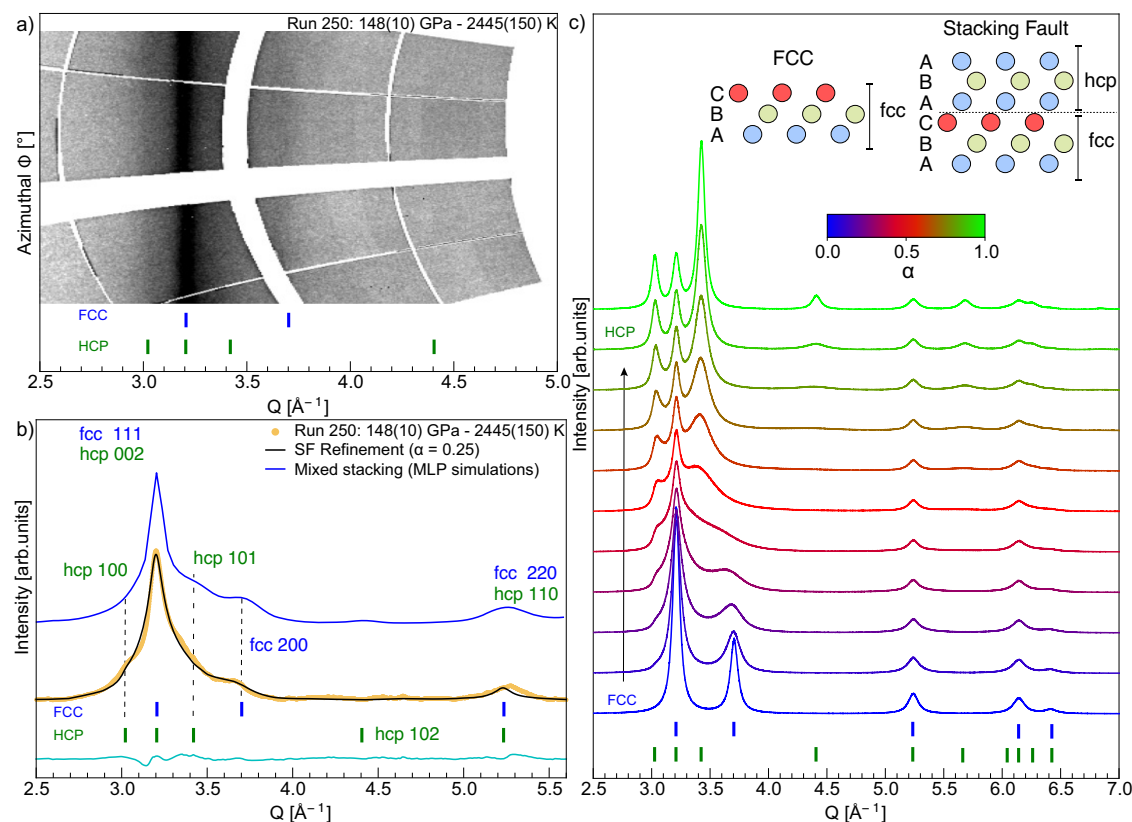 a)
Run 250: 148(10) GPa - 2445(150) K
Azimuthal Φ [°]
FCC
HCP
2.5 3.0 3.5 4.0 4.5 5.0
Q [Å⁻¹]
b)
fcc 111
hcp 002
Run 250: 148(10) GPa - 2445(150) K
SF Refinement (α = 0.25)
Mixed stacking (MLP simulations)
hcp 100
hcp 101
fcc 220
hcp 110
fcc 200
Intensity [arb.units]
FCC
HCP
hcp 102
2.5 3.0 3.5 4.0 4.5 5.0 5.5
Q [Å⁻¹]
c)
FCC
C
B
A
fcc
Stacking Fault
A
B
A
C
B
A
hcp
fcc
0.0 0.5 1.0
α
Intensity [arb.units]
HCP
FCC
2.5 3.0 3.5 4.0 4.5 5.0 5.5 6.0 6.5 7.0
Q [Å⁻¹]